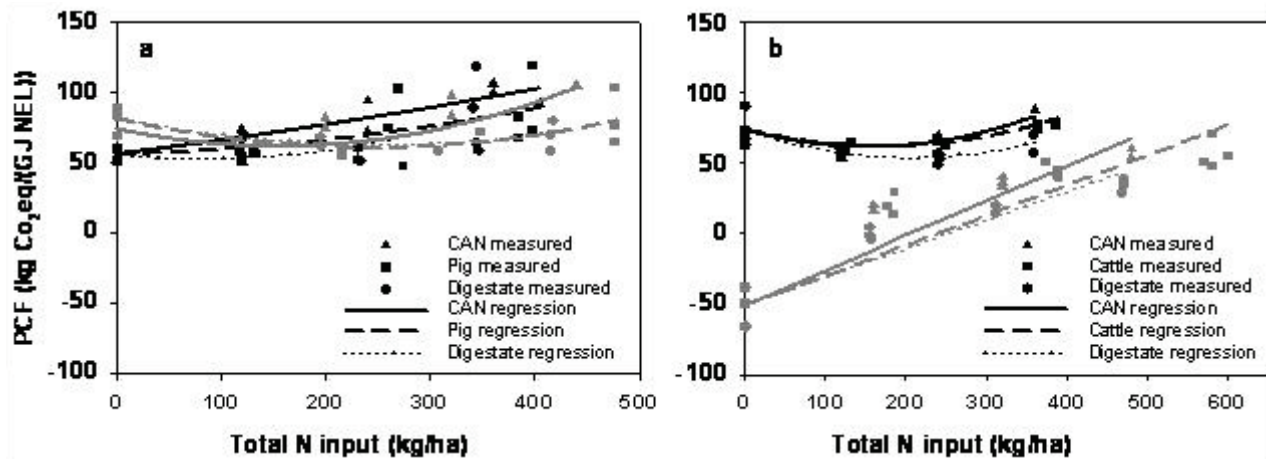 a
PCF (kg Co₂eq/(GJ NEL))
150
100
50
0
-50
-100
CAN measured
Pig measured
Digestate measured
CAN regression
Pig regression
Digestate regression
0 100 200 300 400 500
Total N input (kg/ha)
b
150
100
50
0
-50
-100
CAN measured
Cattle measured
Digestate measured
CAN regression
Cattle regression
Digestate regression
0 100 200 300 400 500 600
Total N input (kg/ha)